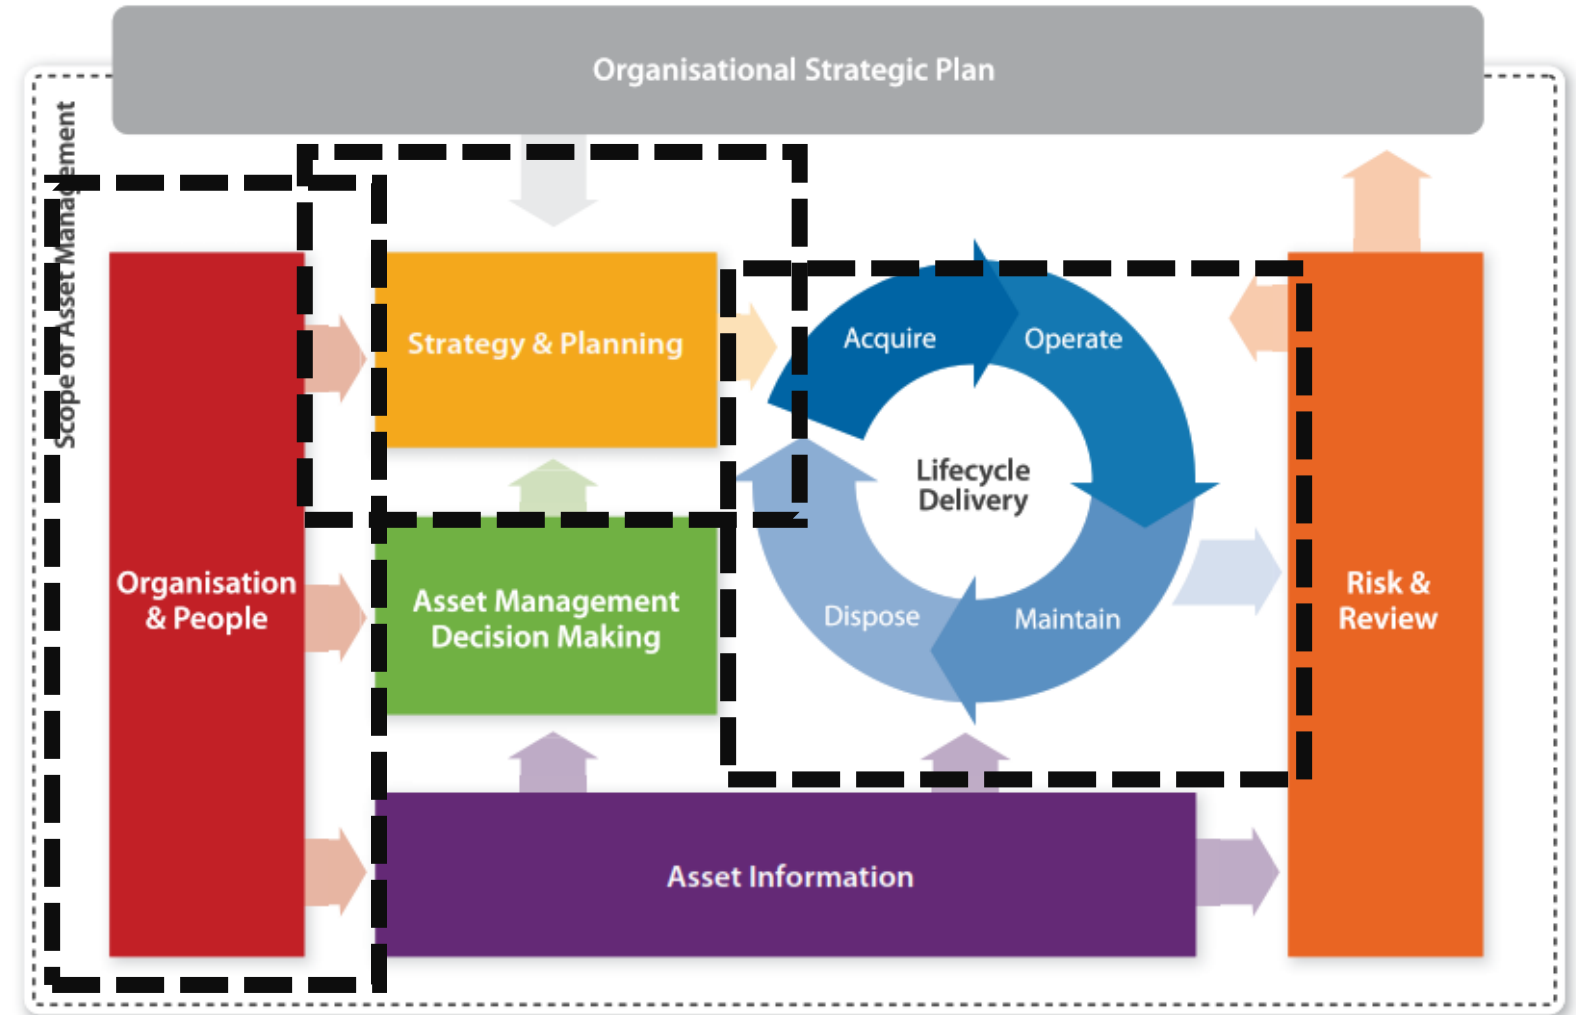 Organisational Strategic Plan
Scope of Asset Management
Strategy & Planning
Acquire
Operate
Lifecycle
Delivery
Organisation
& People
Asset Management
Decision Making
Dispose
Maintain
Risk &
Review
Asset Information